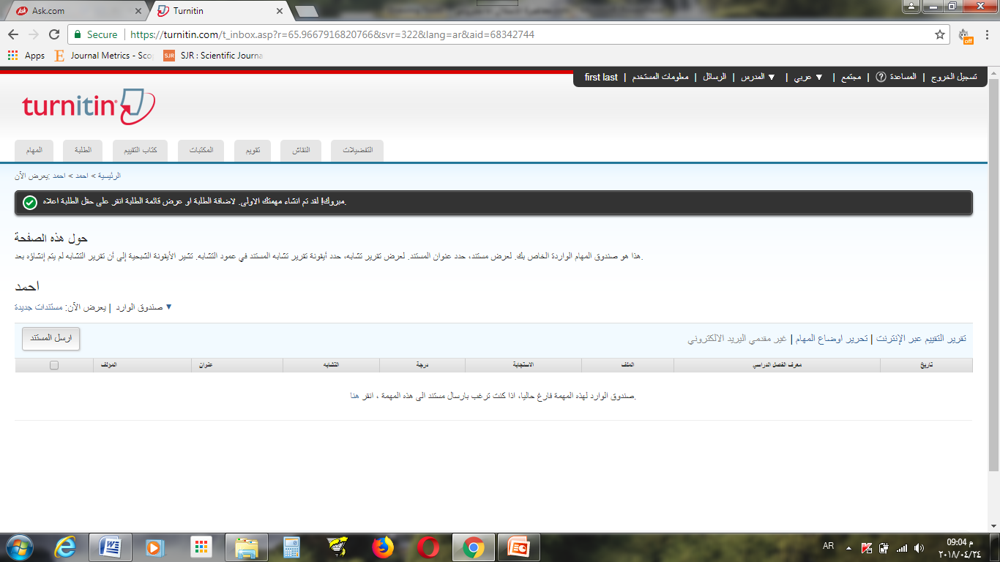 Ask.com
Turnitin
Secure | https://turnitin.com/t_inbox.asp?r=65.9667916820766&svr=322&lang=ar&aid=68342744
off
Apps
Journal Metrics - Sco
SJR
SJR : Scientific Journa
first last | معلومات المستخدم | الرسائل | المدرس ▼ | عربي ▼ | مجتمع | المساعدة ? | تسجيل الخروج
turnitin
المهام
الطلبة
كتاب التقييم
المكتبات
تقويم
النقاش
التفضيلات
يعرض الآن: الرئيسية > احمد > احمد
مبروك! لقد تم انشاء مهمتك الاولى. لاضافة الطلبة او عرض قائمة الطلبة انقر على حقل الطلبة اعلاه.
حول هذه الصفحة
هذا هو صندوق المهام الواردة الخاص بك. لعرض مستند، حدد عنوان المستند. لعرض تقرير تشابه، حدد أيقونة تقرير تشابه المستند في عمود التشابه. تشير الأيقونة الشبحية إلى أن تقرير التشابه لم يتم إنشاؤه بعد.
احمد
صندوق الوارد | يعرض الآن: مستندات جديدة ▼
ارسل المستند
تقرير التقييم عبر الإنترنت | تحرير اوضاع المهام | غير مقدمي البريد الالكتروني
المؤلف
عنوان
التشابه
درجة
الاستجابة
الملف
معرف الفصل الدراسي
تاريخ
صندوق الوارد لهذه المهمة فارغ حاليا، اذا كنت ترغب بارسال مستند الى هذه المهمة ، انقر هنا.
AR
09:04 م
٢٠١٨/٠٤/٢٤